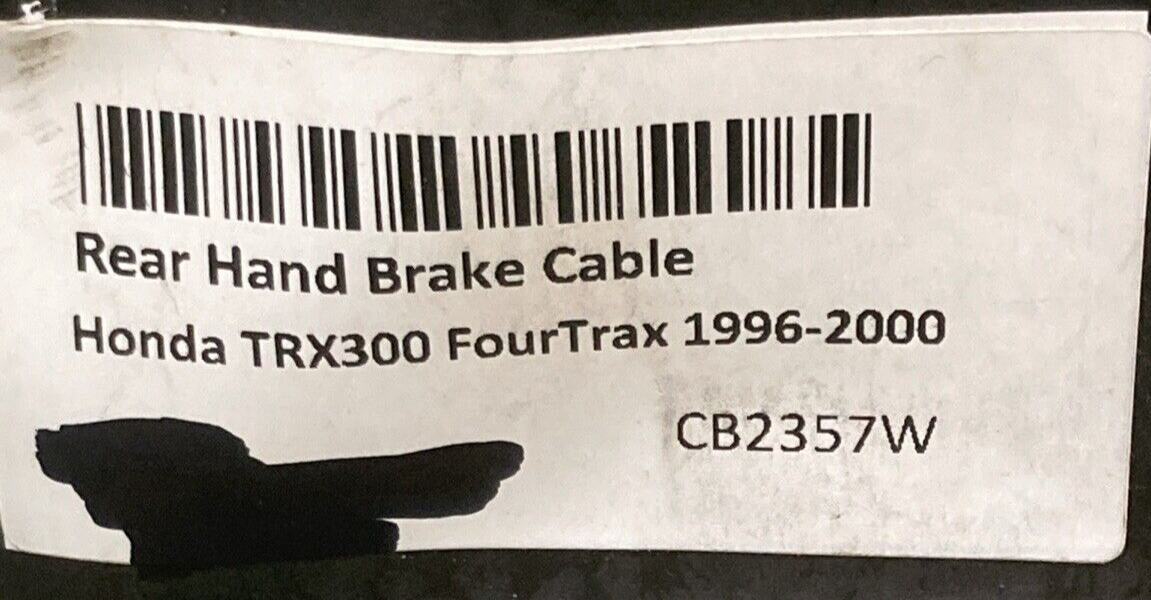 Rear Hand Brake Cable
Honda TRX300 FourTrax 1996-2000
CB2357W